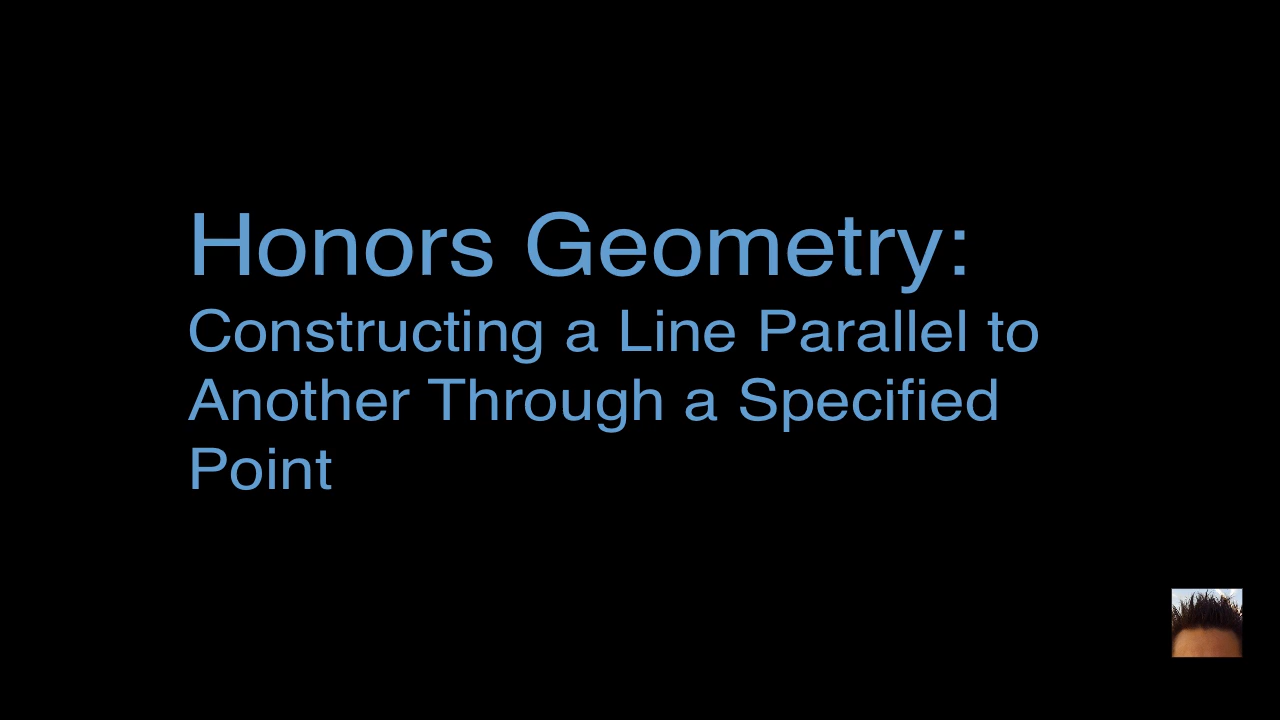 Honors Geometry:
Constructing a Line Parallel to
Another Through a Specified
Point